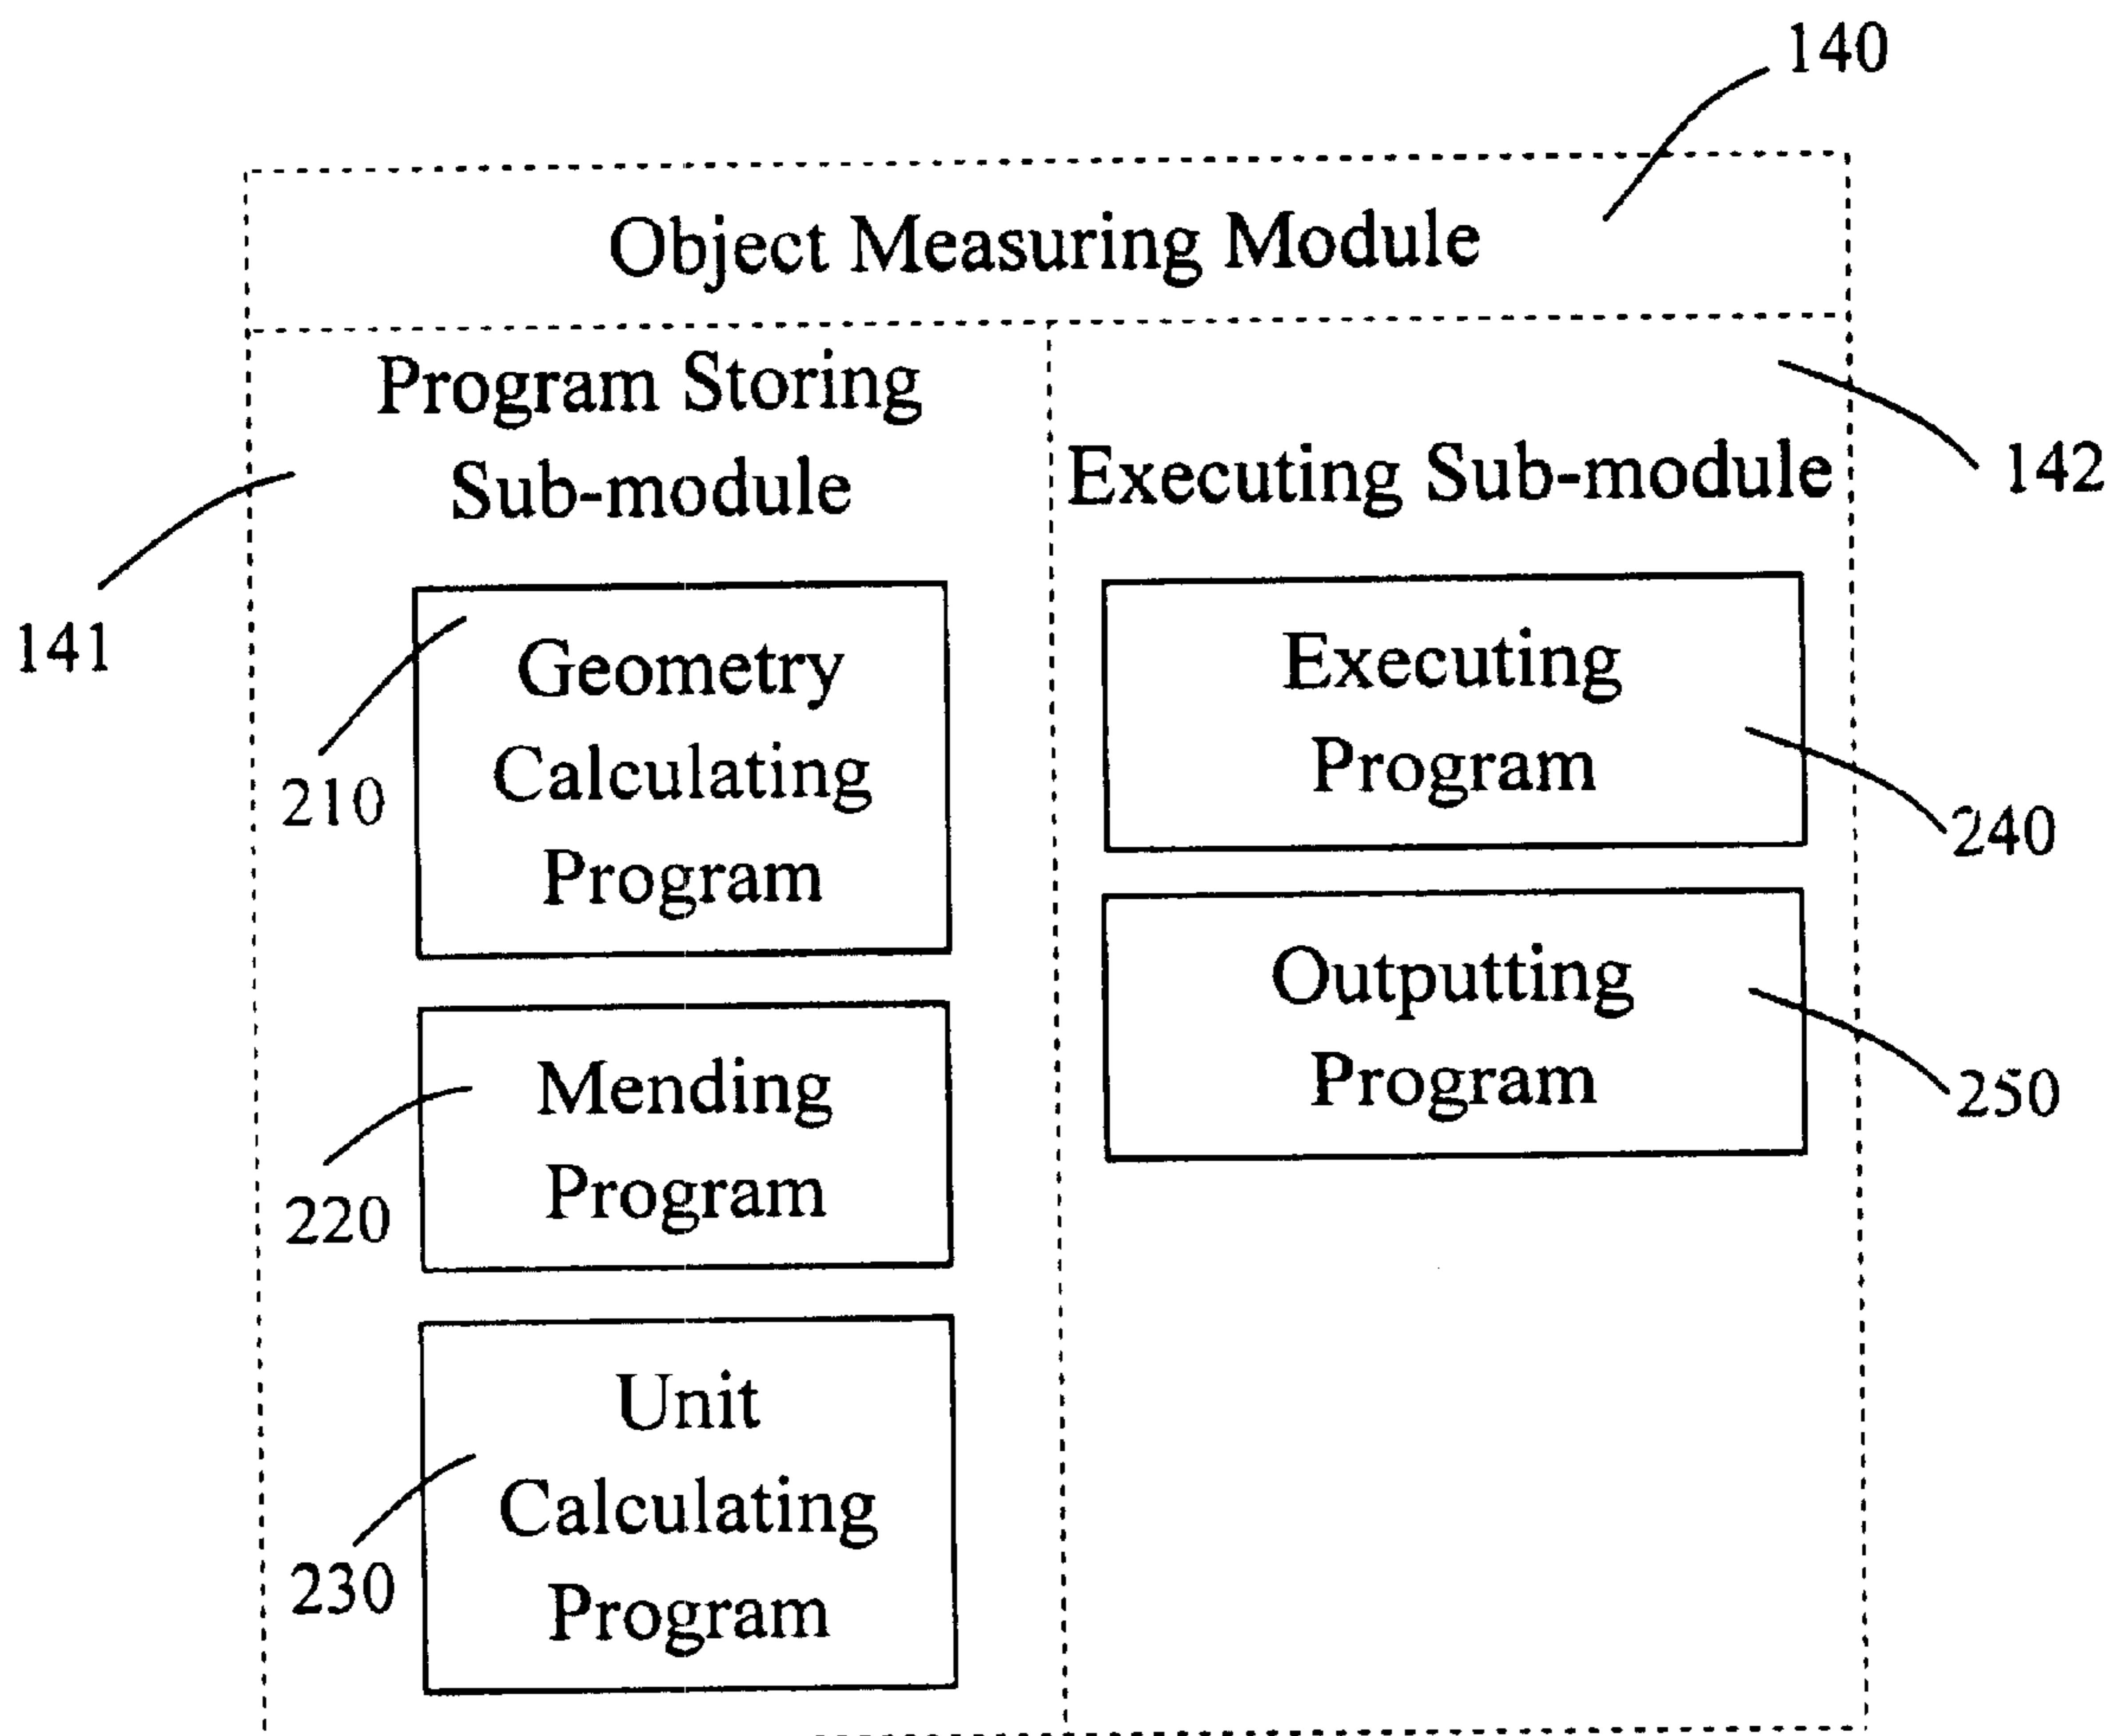 140
Object Measuring Module
Program Storing
Sub-module
141
Geometry
Calculating
Program
210
Mending
Program
220
Unit
Calculating
Program
230
Executing Sub-module
142
Executing
Program
240
Outputting
Program
250